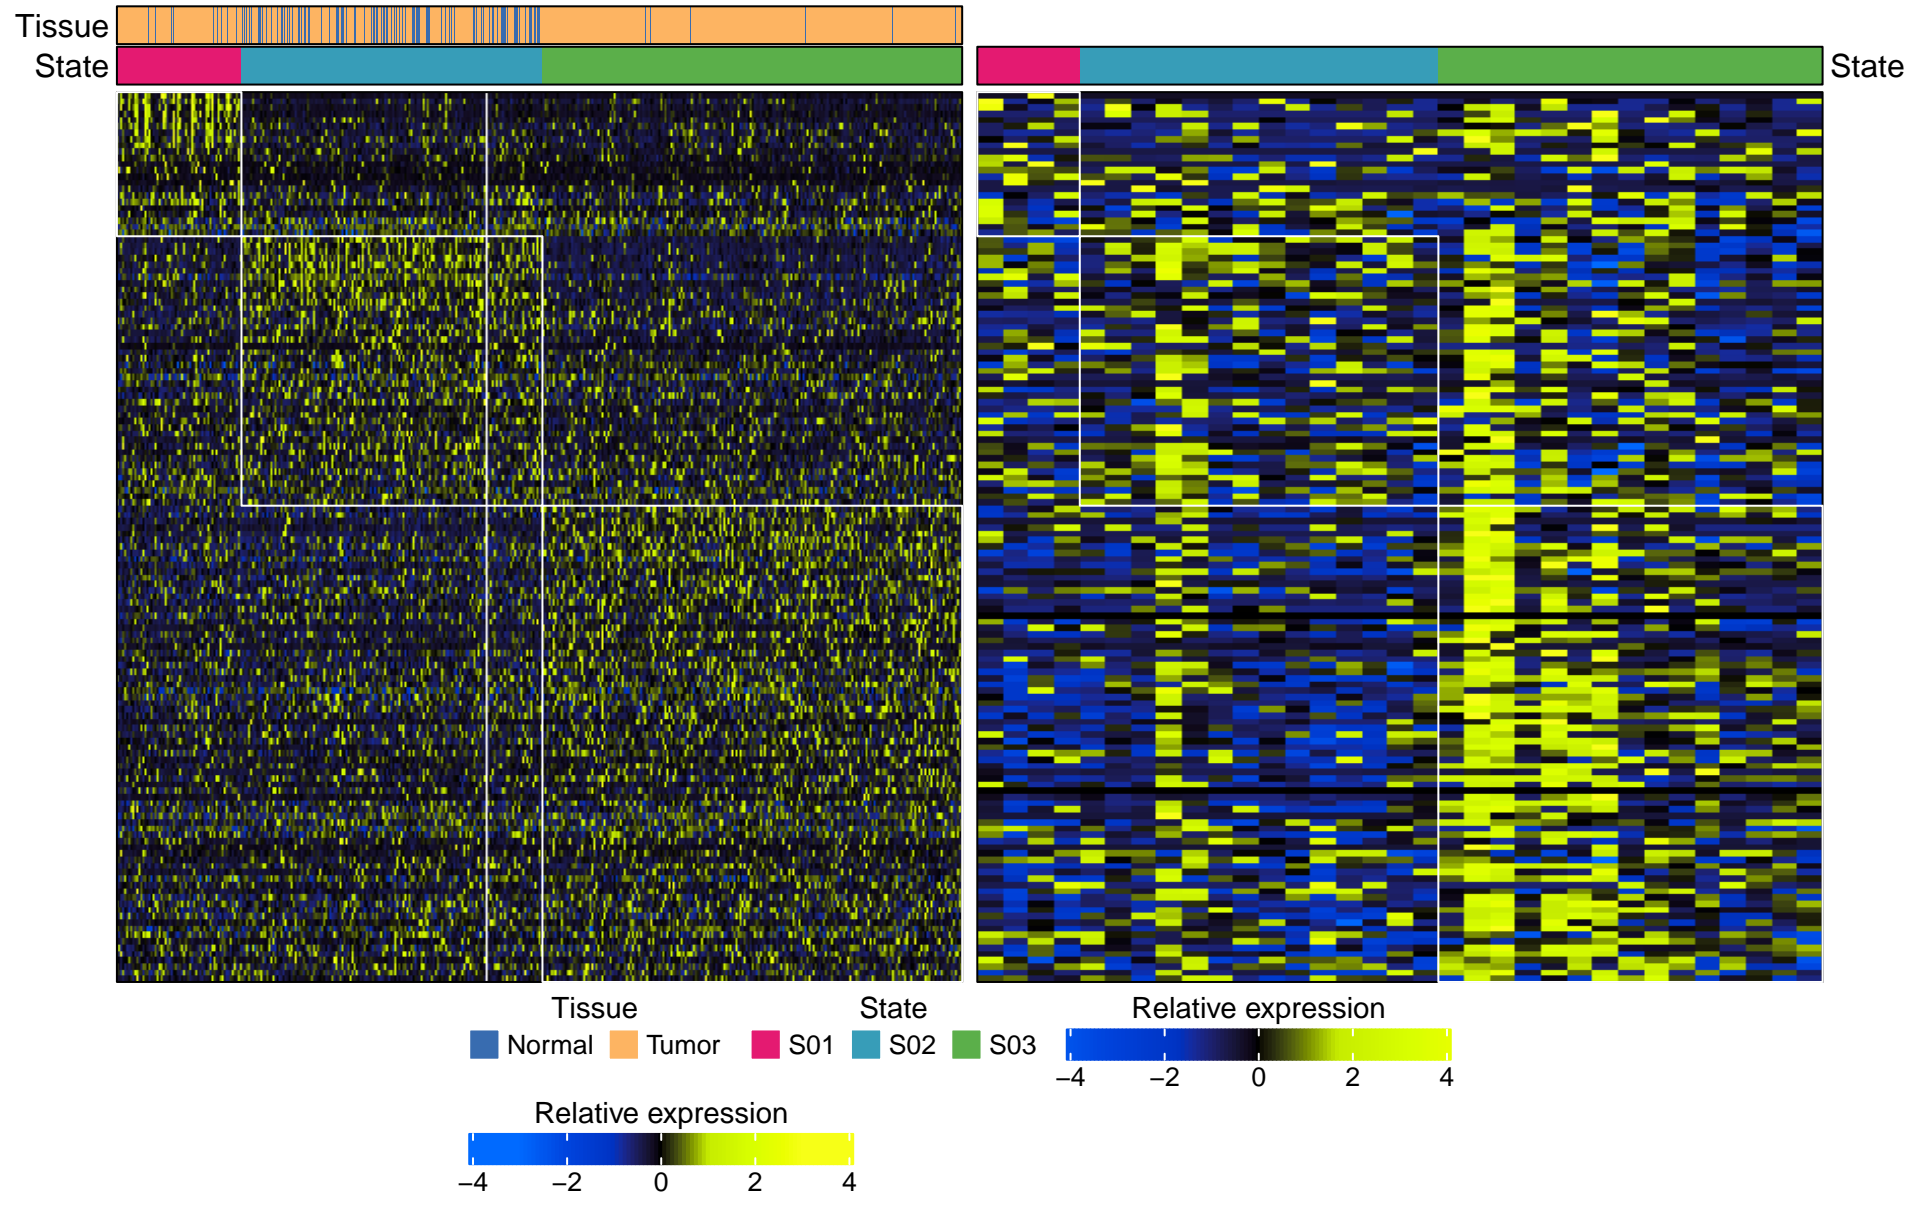 Tissue
State
State
Tissue
Normal Tumor
State
S01 S02 S03
Relative expression
−4 −2 0 2 4
Relative expression
−4 −2 0 2 4